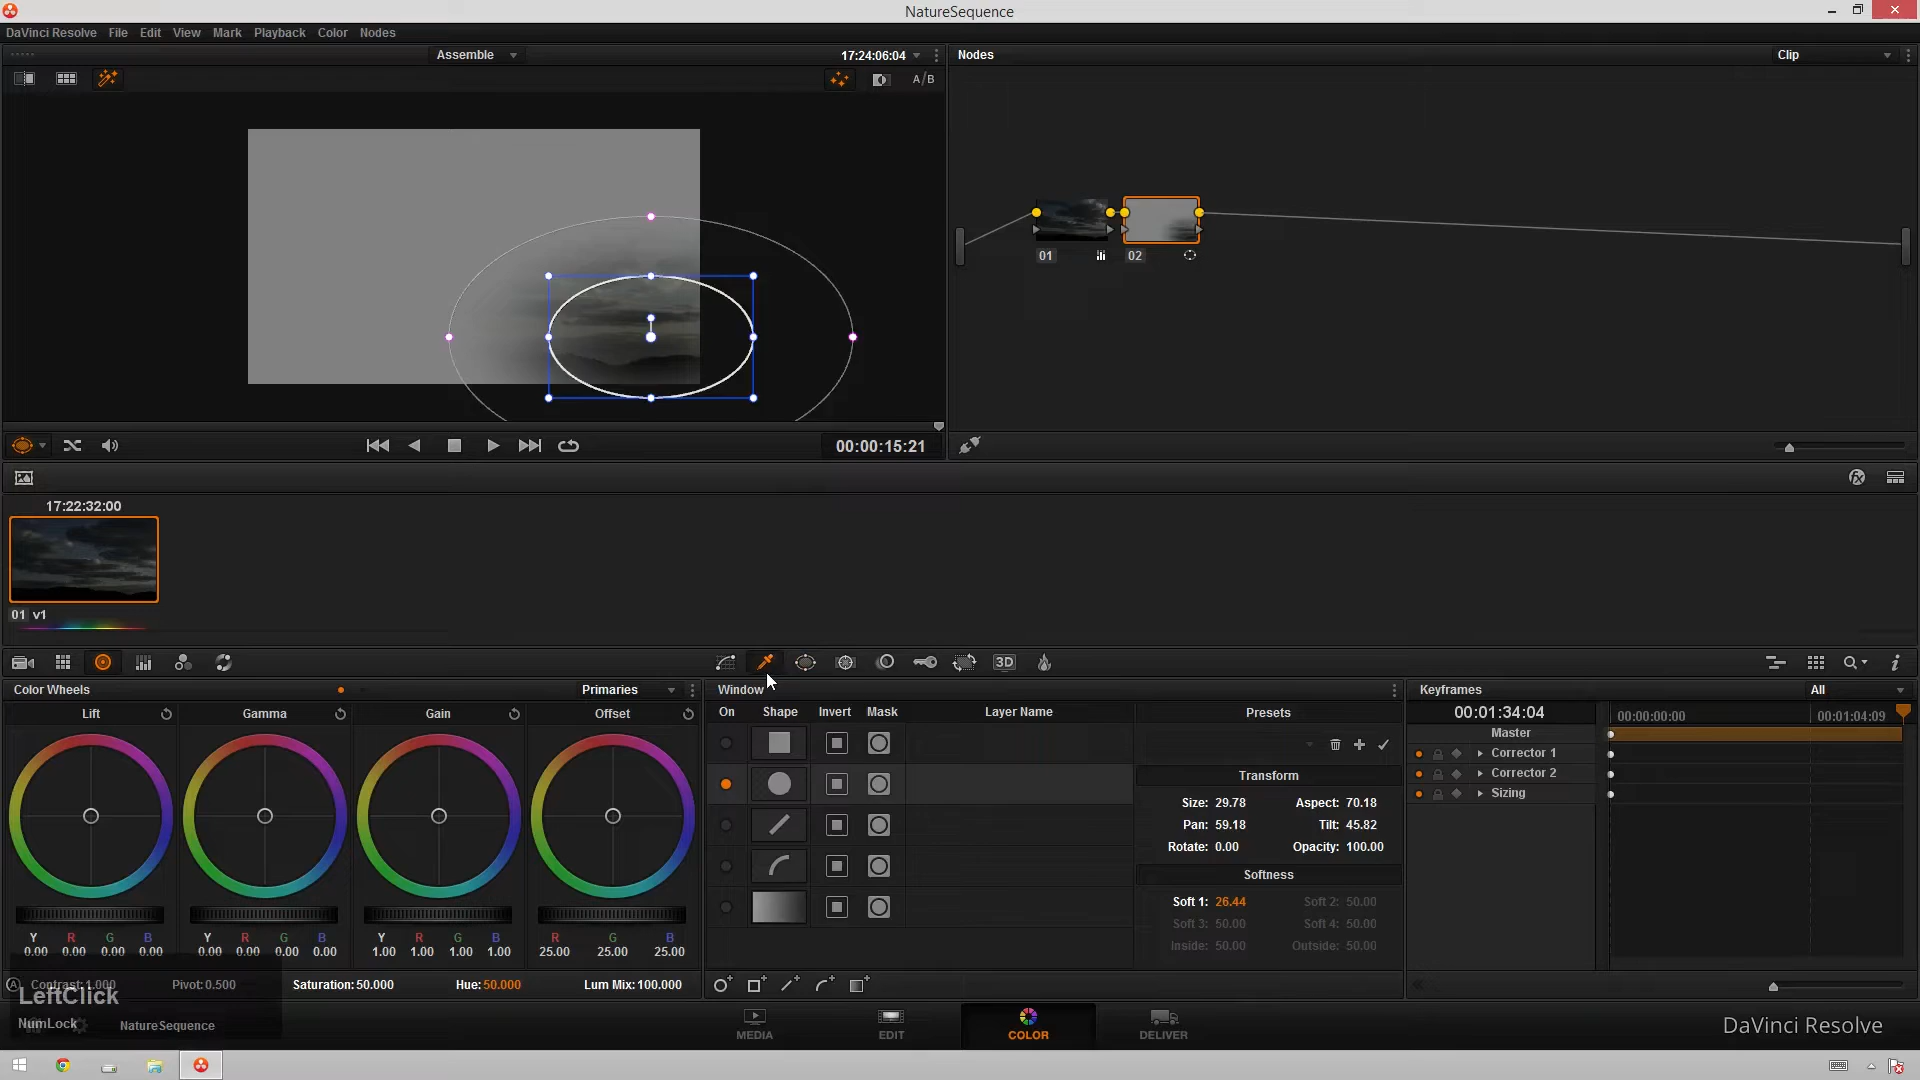 NatureSequence
DaVinci Resolve File Edit View Mark Playback Color Nodes
Assemble 17:24:06:04 Nodes Clip
A/B
01 02
00:00:15:21
17:22:32:00
01 v1
3D
Color Wheels Primaries Window Keyframes All
Lift Gamma Gain Offset On Shape Invert Mask Layer Name Presets 00:01:34:04 00:00:00:00 00:01:04:09
Master
Corrector 1
Corrector 2
Sizing
Transform
Size: 29.78 Aspect: 70.18
Pan: 59.18 Tilt: 45.82
Rotate: 0.00 Opacity: 100.00
Softness
Soft 1: 26.44 Soft 2: 50.00
Soft 3: 50.00 Soft 4: 50.00
Inside: 50.00 Outside: 50.00
Y R G B Y R G B Y R G B R G B
0.00 0.00 0.00 0.00 0.00 0.00 0.00 0.00 1.00 1.00 1.00 1.00 25.00 25.00 25.00
A Contrast: 1.000 Pivot: 0.500 Saturation: 50.000 Hue: 50.000 Lum Mix: 100.000
LeftClick
NumLock NatureSequence
MEDIA EDIT COLOR DELIVER
DaVinci Resolve